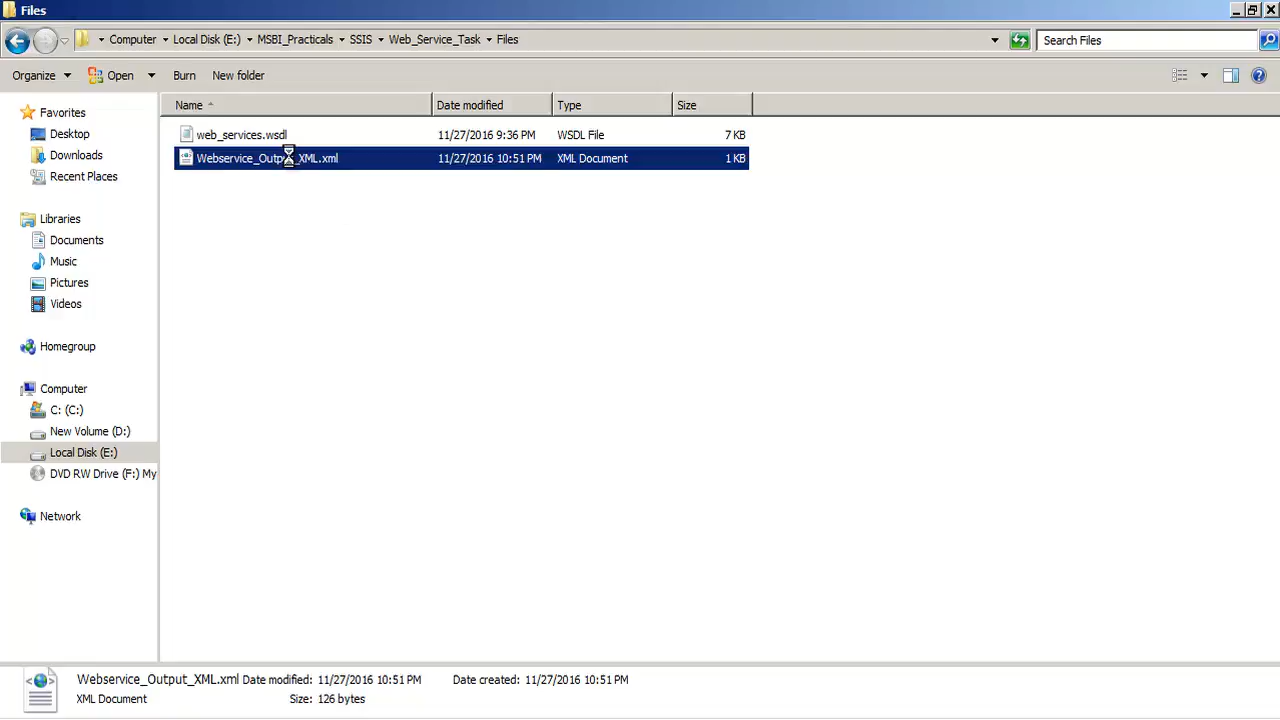 Files
Computer Local Disk (E:) MSBI_Practicals SSIS Web_Service_Task Files
Search Files
Organize Open Burn New folder
Name Date modified Type Size
Favorites
Desktop
Downloads
Recent Places
Libraries
Documents
Music
Pictures
Videos
Homegroup
Computer
C: (C:)
New Volume (D:)
Local Disk (E:)
DVD RW Drive (F:) My
Network
web_services.wsdl 11/27/2016 9:36 PM WSDL File 7 KB
Webservice_Output_XML.xml 11/27/2016 10:51 PM XML Document 1 KB
Webservice_Output_XML.xml Date modified: 11/27/2016 10:51 PM Date created: 11/27/2016 10:51 PM
XML Document Size: 126 bytes